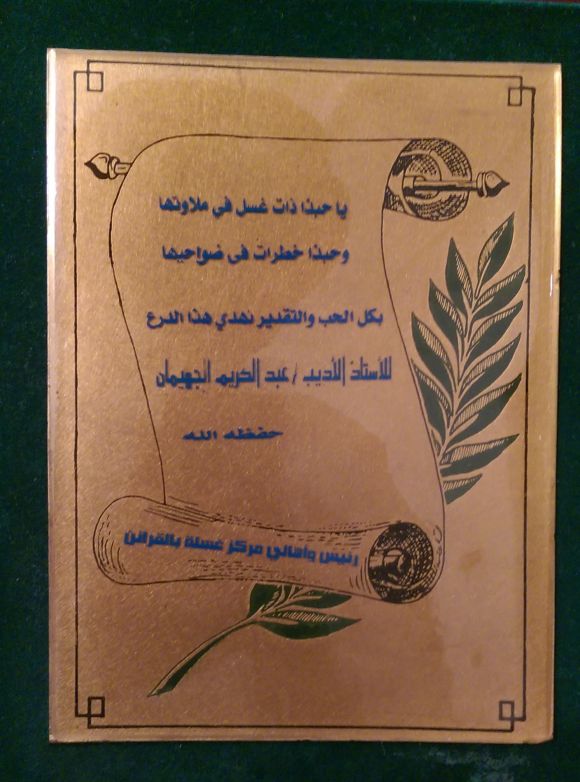 يا حبذا ذات غسل في ملاونها
وحبذا خطرات في ضواحيها
بكل الحب والتقدير نهدي هذا الدرع
للأستاذ الأديب / عبد الكريم الجهيمان
حفظه الله
رئيس وأهالي مركز غسلة بالقرائن